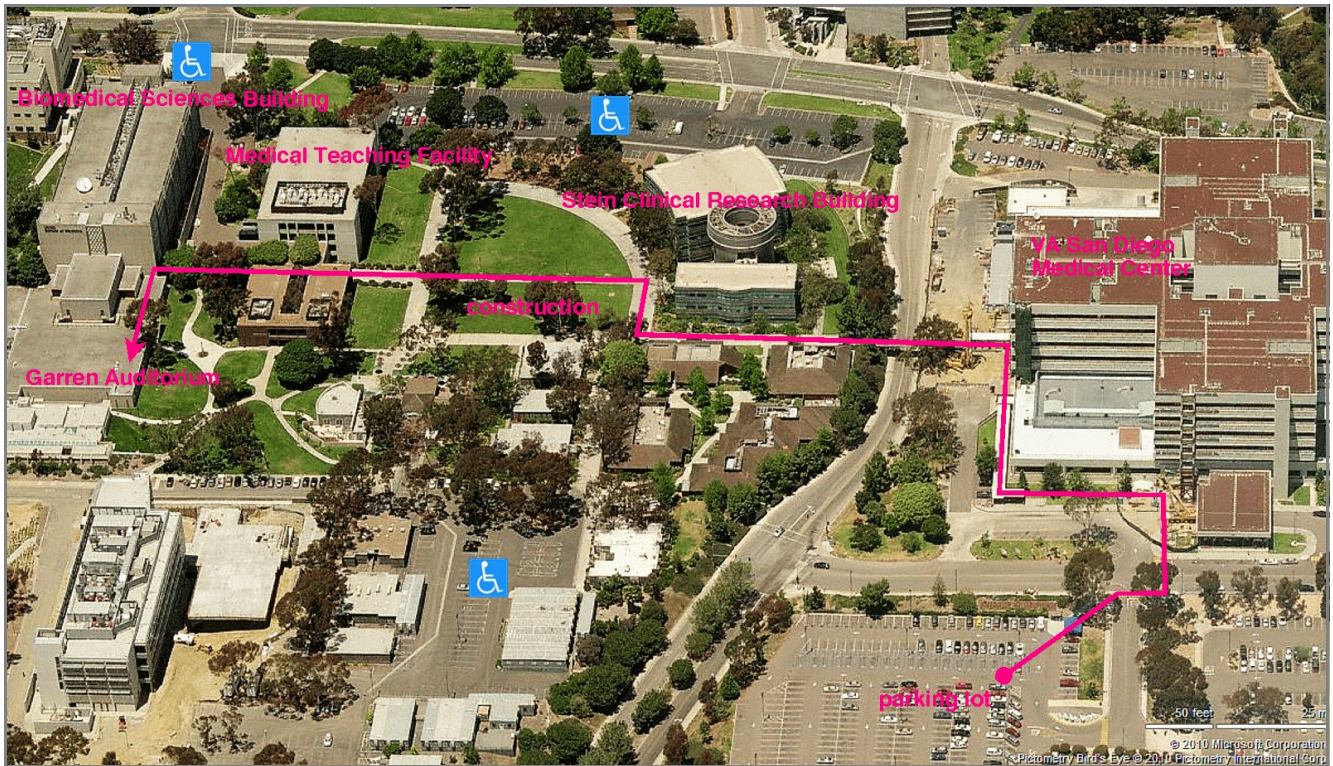 Biomedical Sciences Building
Medical Teaching Facility
Stein Clinical Research Building
VA San Diego
Medical Center
construction
Garren Auditorium
parking lot
50 feet
25 m
© 2010 Microsoft Corporation
Pictometry Bird's Eye © 2010 Pictometry International Corp